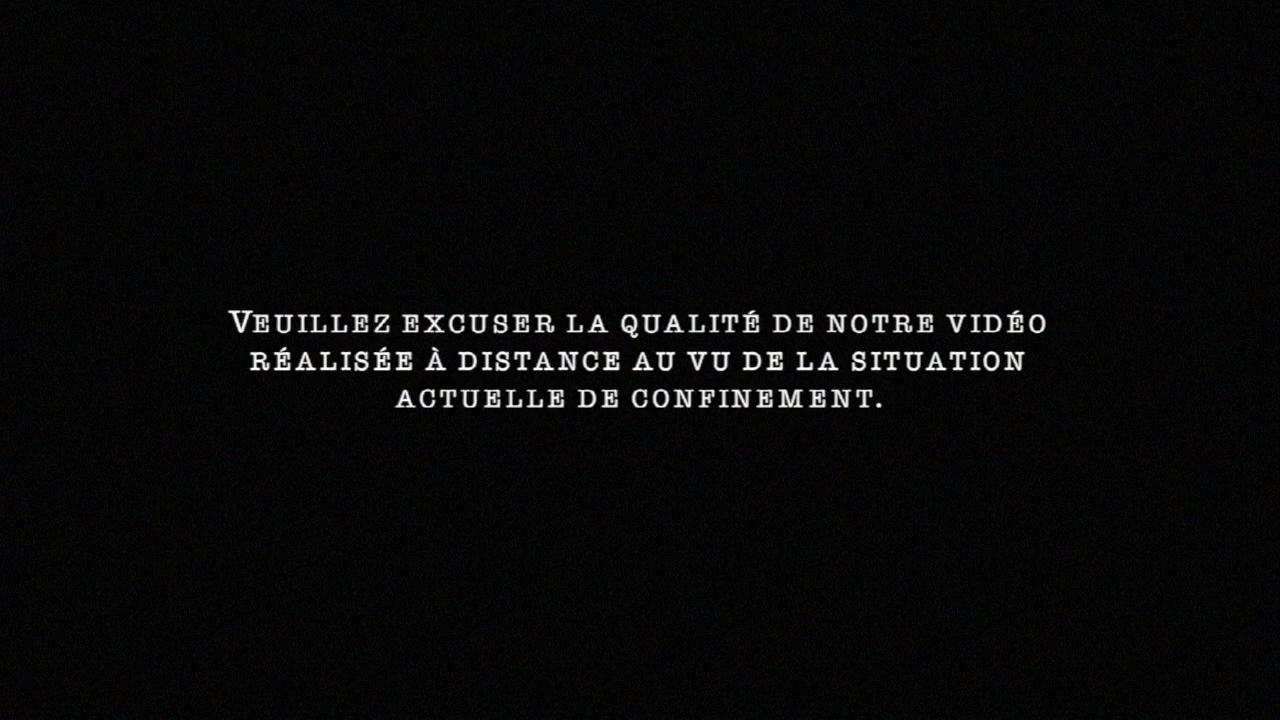 VEUILLEZ EXCUSER LA QUALITÉ DE NOTRE VIDÉO
RÉALISÉE À DISTANCE AU VU DE LA SITUATION
ACTUELLE DE CONFINEMENT.